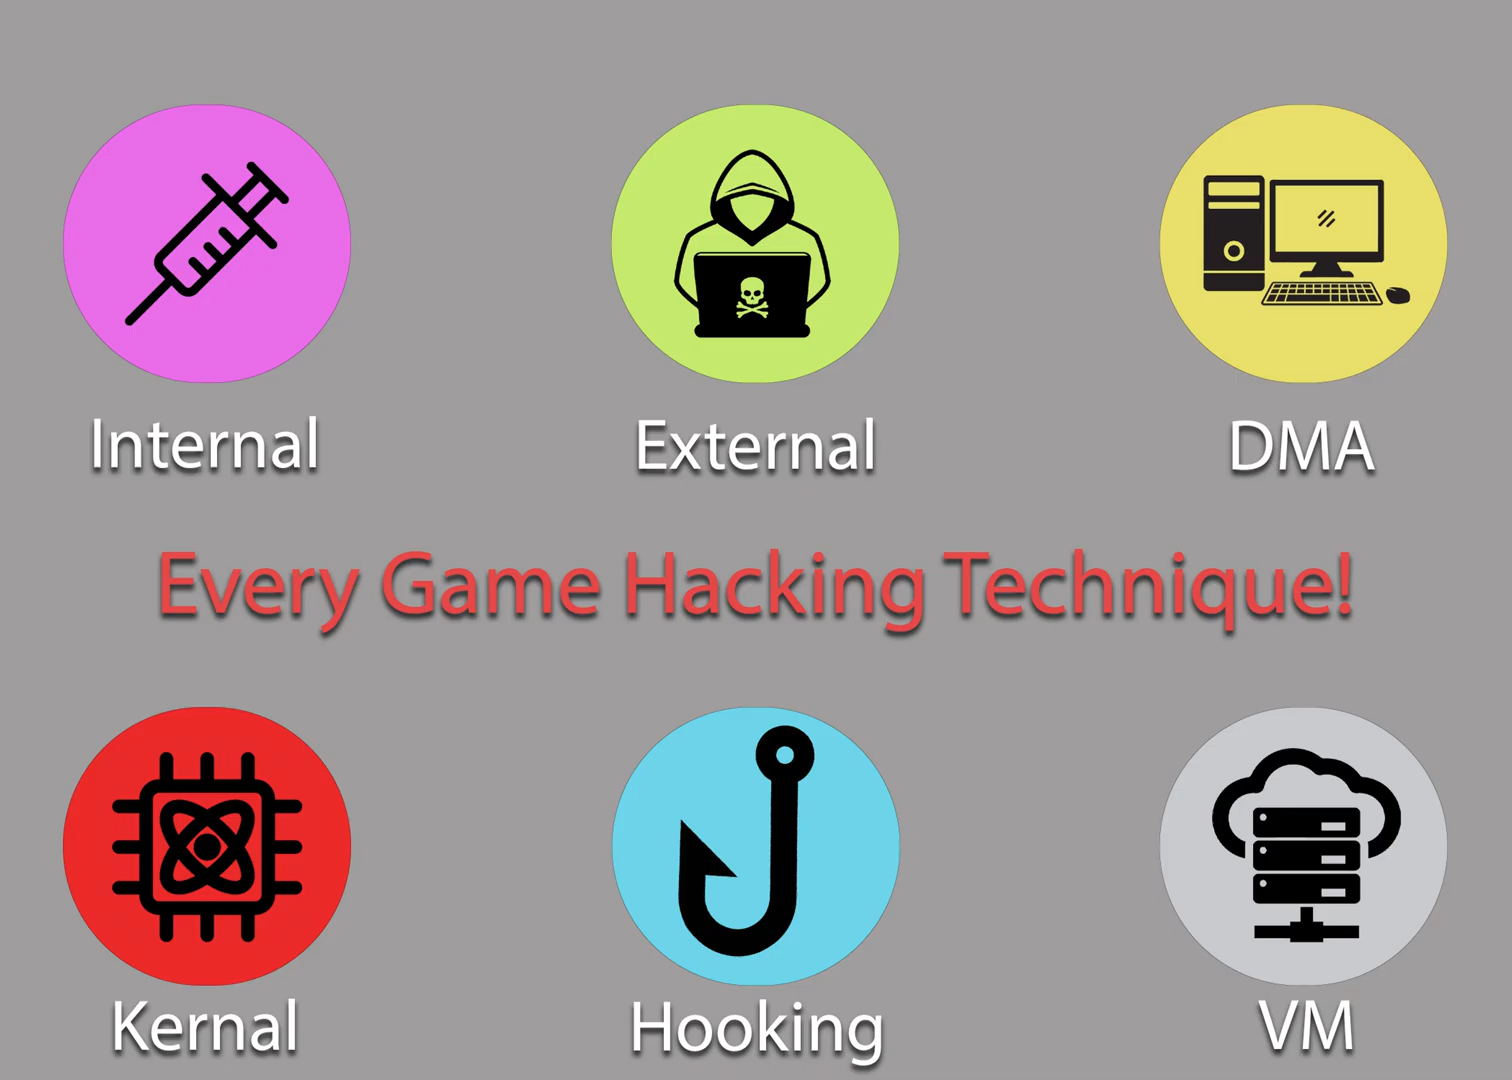 Internal
External
DMA
Every Game Hacking Technique!
Kernal
Hooking
VM